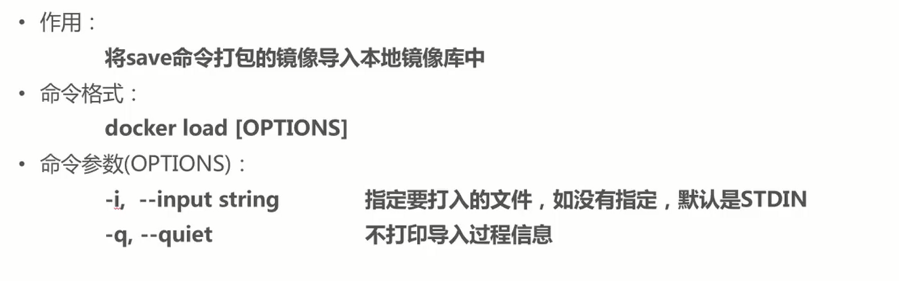 • 作用：
将save命令打包的镜像导入本地镜像库中
• 命令格式：
docker load [OPTIONS]
• 命令参数(OPTIONS)：
-i,  --input string 指定要打入的文件，如没有指定，默认是STDIN
-q, --quiet 不打印导入过程信息